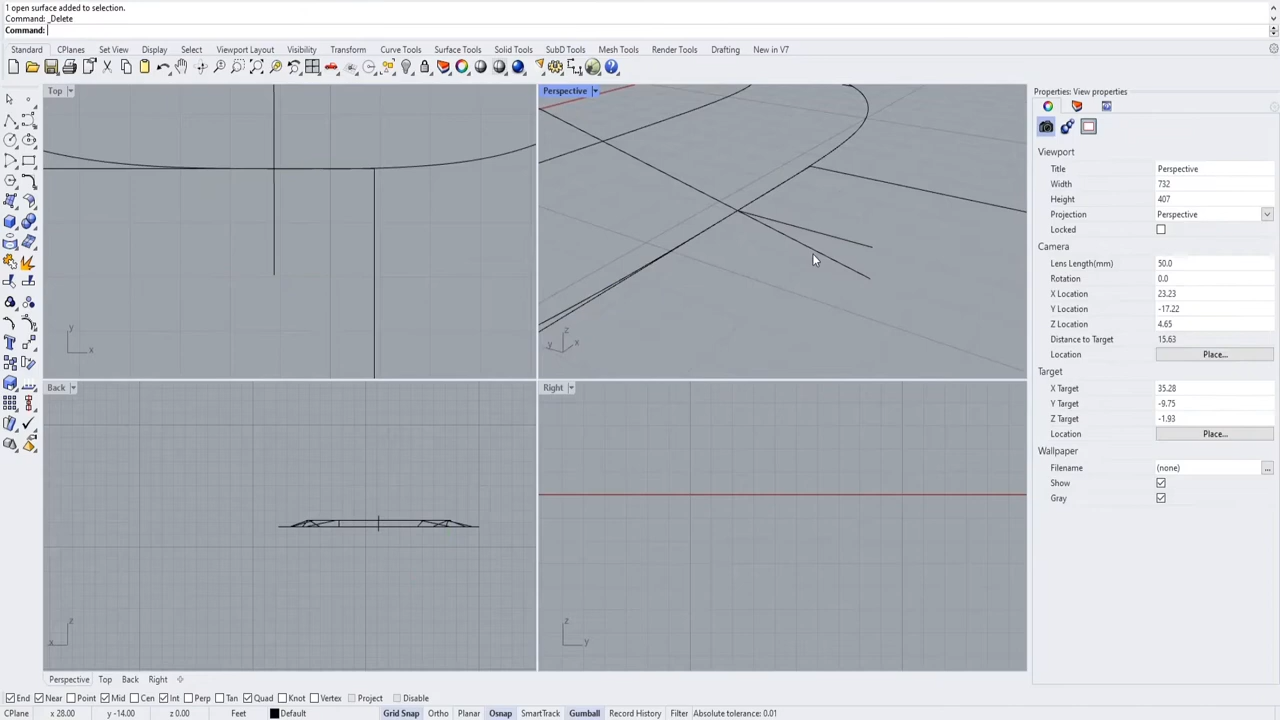 1 open surface added to selection.
Command: _Delete
Command:
Standard CPlanes Set View Display Select Viewport Layout Visibility Transform Curve Tools Surface Tools Solid Tools SubD Tools Mesh Tools Render Tools Drafting New in V7
Top
Perspective
Properties: View properties
Viewport
Title Perspective
Width 732
Height 407
Projection Perspective
Locked
Camera
Lens Length(mm) 50.0
Rotation 0.0
X Location 23.23
Y Location -17.22
Z Location 4.65
Distance to Target 15.63
Location Place...
Target
X Target 35.28
Y Target -9.75
Z Target -1.93
Location Place...
Wallpaper
Filename (none) ...
Show
Gray
y
x
z
y x
Back
Right
z
x
z
y
Perspective Top Back Right
End Near Point Mid Cen Int Perp Tan Quad Knot Vertex Project Disable
CPlane x 28.00 y -14.00 z 0.00 Feet Default Grid Snap Ortho Planar Osnap SmartTrack Gumball Record History Filter Absolute tolerance: 0.01